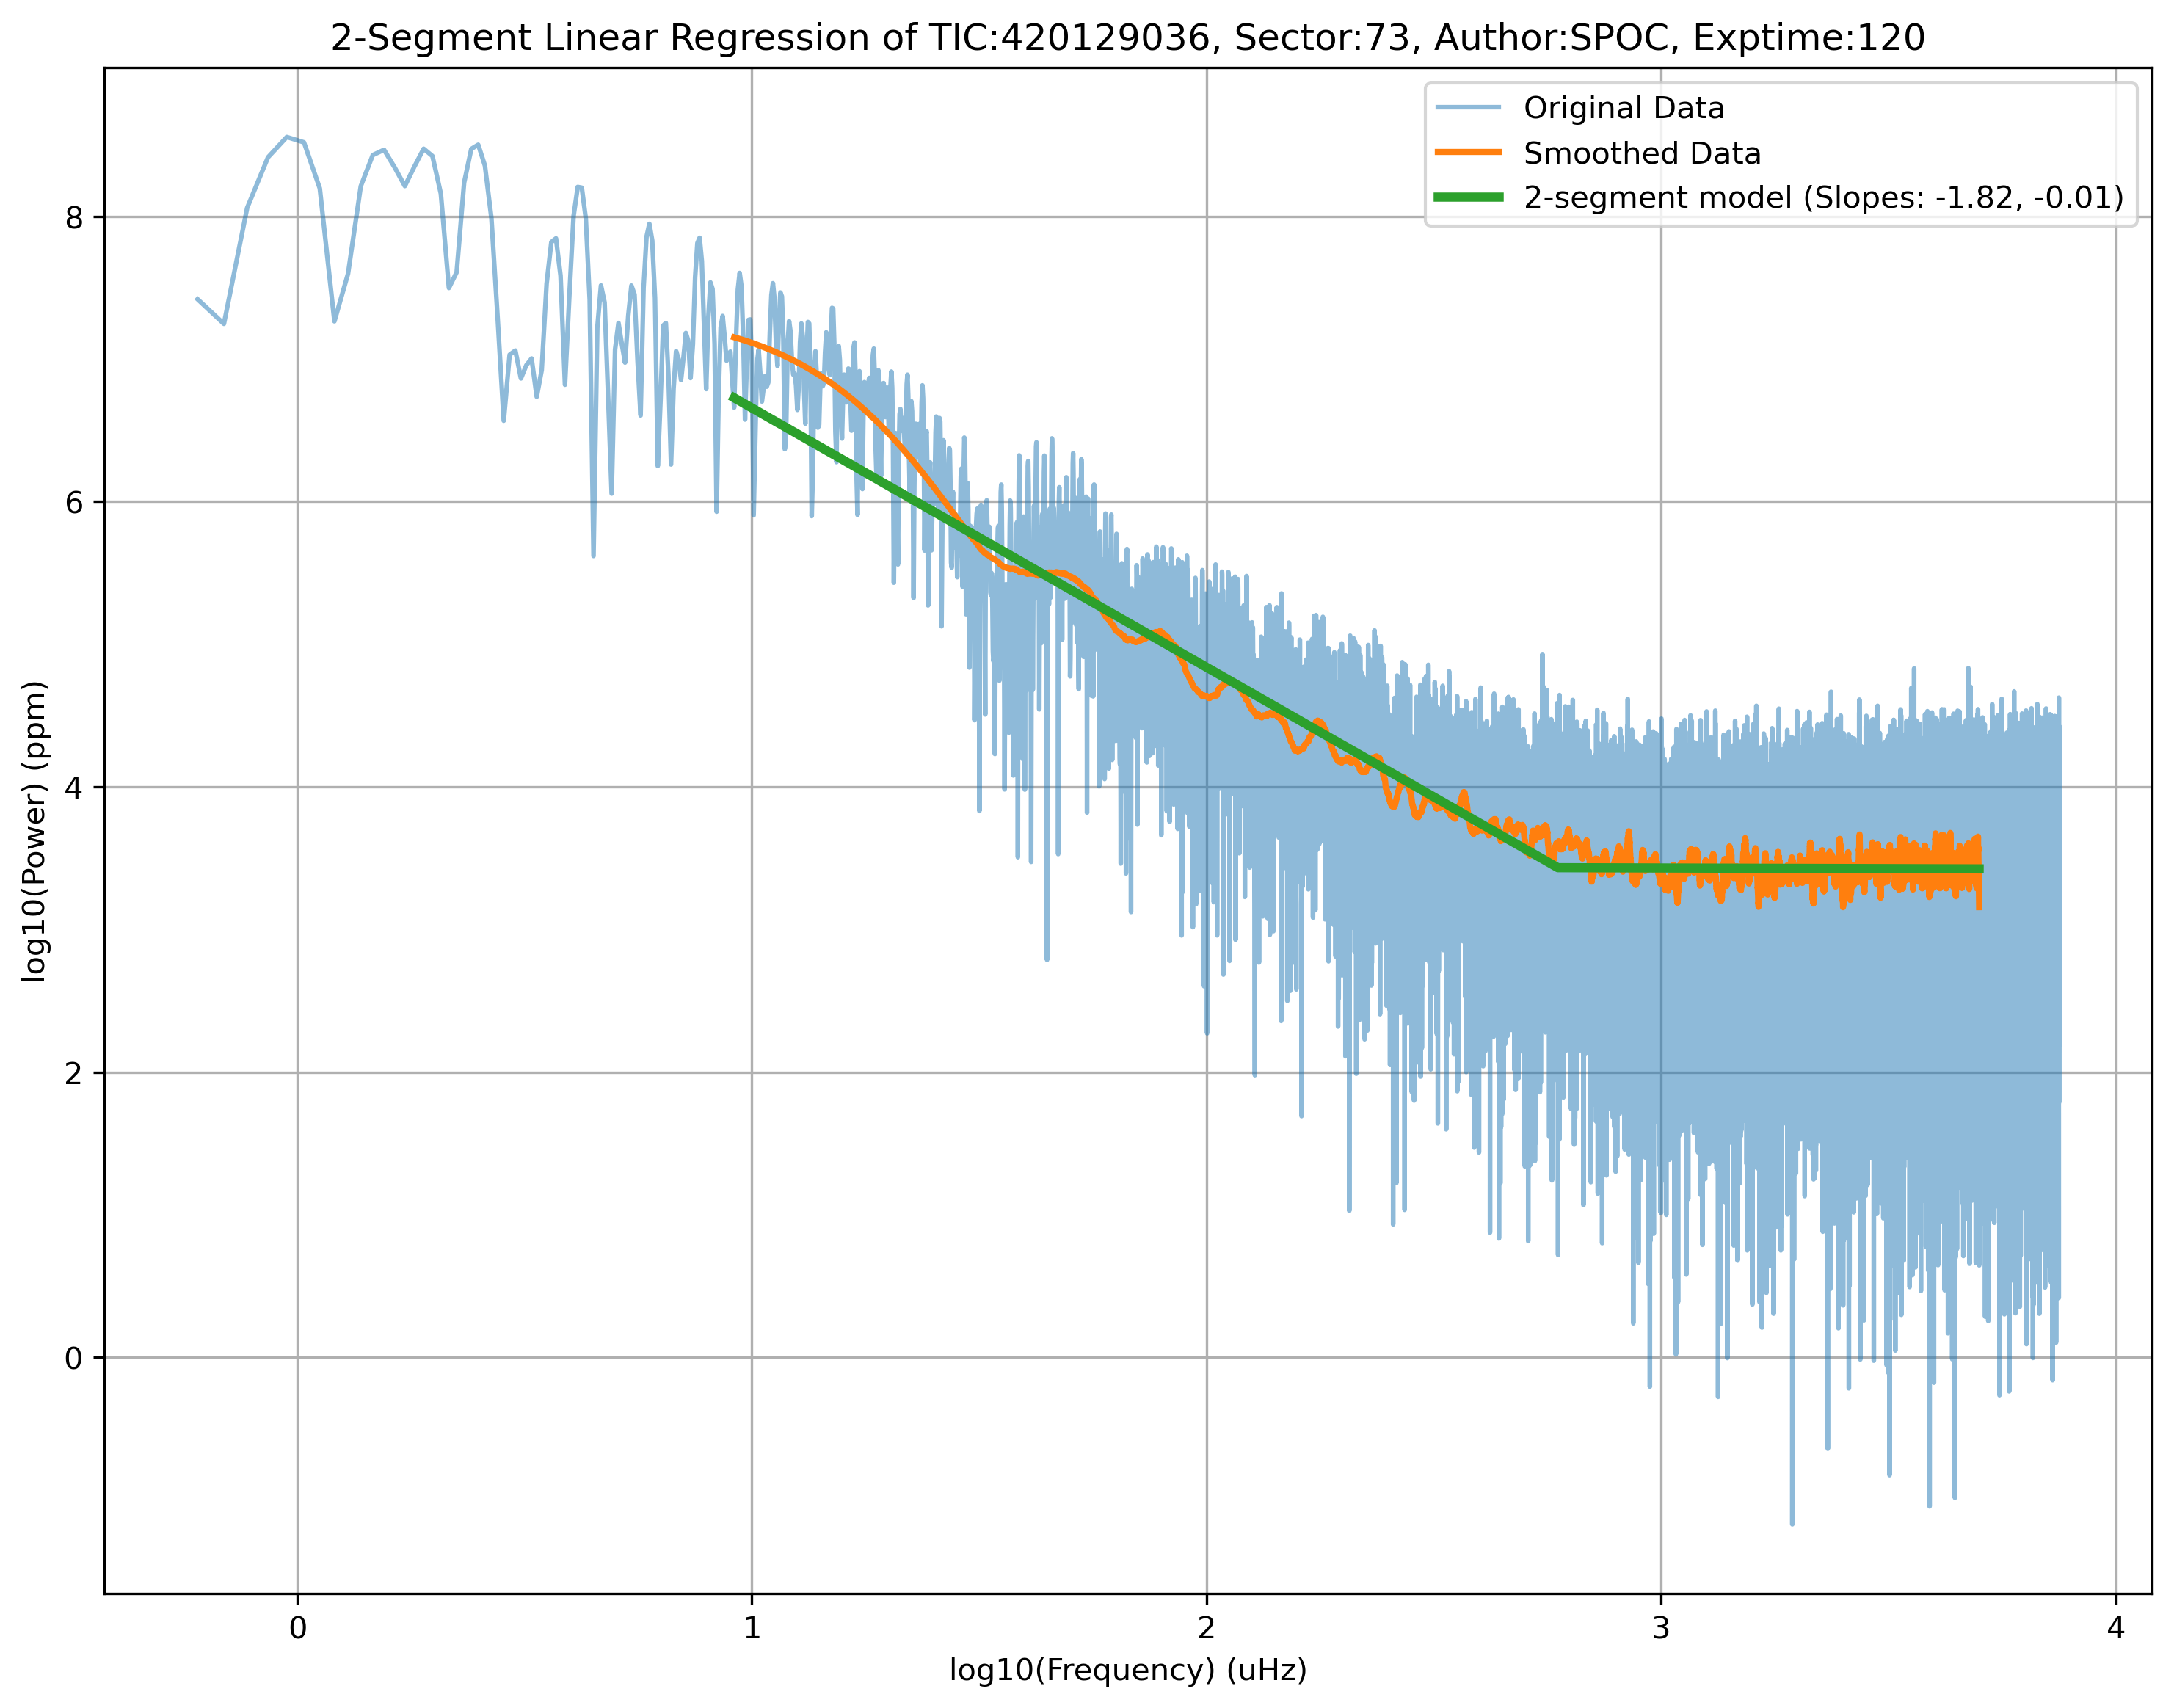 2-Segment Linear Regression of TIC:420129036, Sector:73, Author:SPOC, Exptime:120
Original Data
Smoothed Data
2-segment model (Slopes: -1.82, -0.01)
8
6
4
2
0
log10(Power) (ppm)
0 1 2 3 4
log10(Frequency) (uHz)